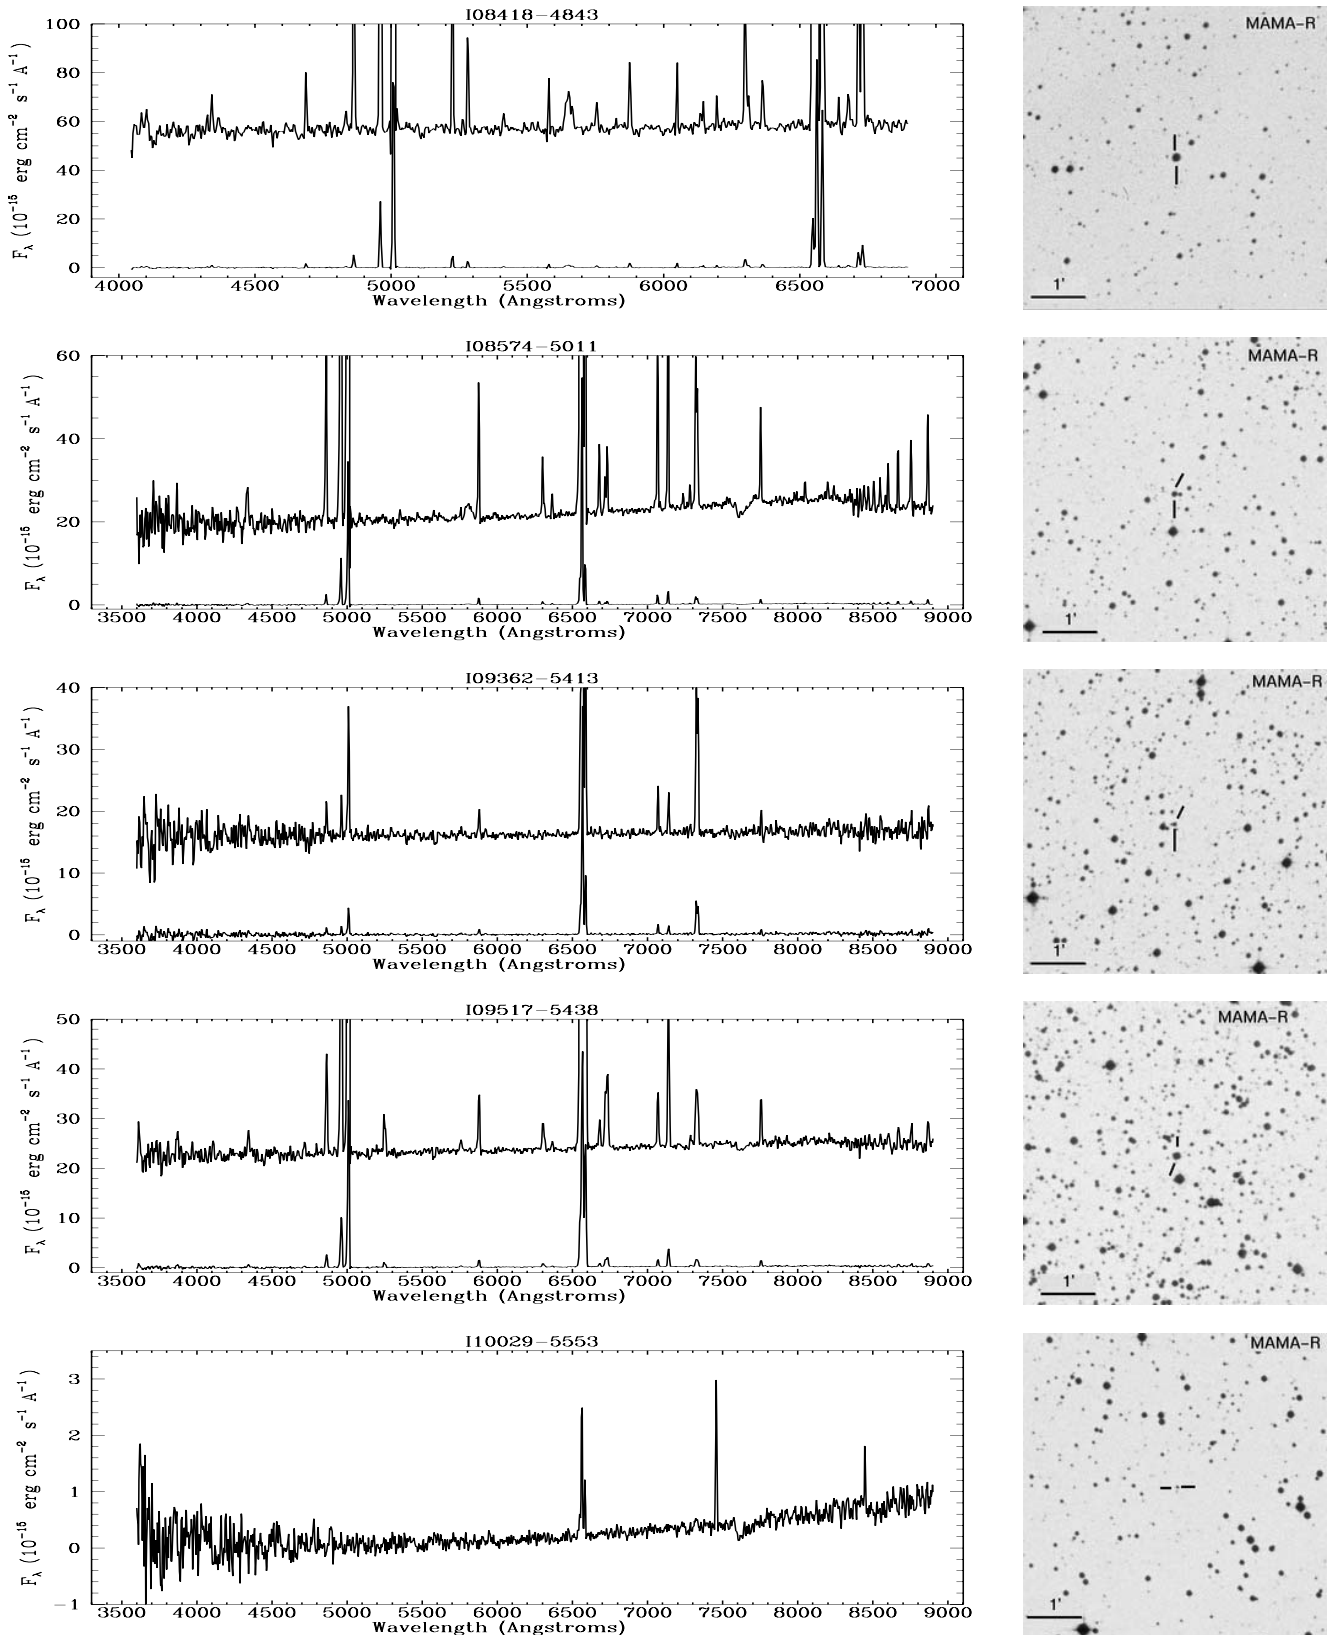 I08418−4843
MAMA−R
100
80
60
40
20
0
F_λ (10^−15 erg cm^−2 s^−1 A^−1)
4000 4500 5000 5500 6000 6500 7000
Wavelength (Angstroms)
1'
I08574−5011
MAMA−R
60
40
20
0
F_λ (10^−15 erg cm^−2 s^−1 A^−1)
3500 4000 4500 5000 5500 6000 6500 7000 7500 8000 8500 9000
Wavelength (Angstroms)
1'
I09362−5413
MAMA−R
40
30
20
10
0
F_λ (10^−15 erg cm^−2 s^−1 A^−1)
3500 4000 4500 5000 5500 6000 6500 7000 7500 8000 8500 9000
Wavelength (Angstroms)
1'
I09517−5438
MAMA−R
50
40
30
20
10
0
F_λ (10^−15 erg cm^−2 s^−1 A^−1)
3500 4000 4500 5000 5500 6000 6500 7000 7500 8000 8500 9000
Wavelength (Angstroms)
1'
I10029−5553
MAMA−R
3
2
1
0
−1
F_λ (10^−15 erg cm^−2 s^−1 A^−1)
3500 4000 4500 5000 5500 6000 6500 7000 7500 8000 8500 9000
Wavelength (Angstroms)
1'